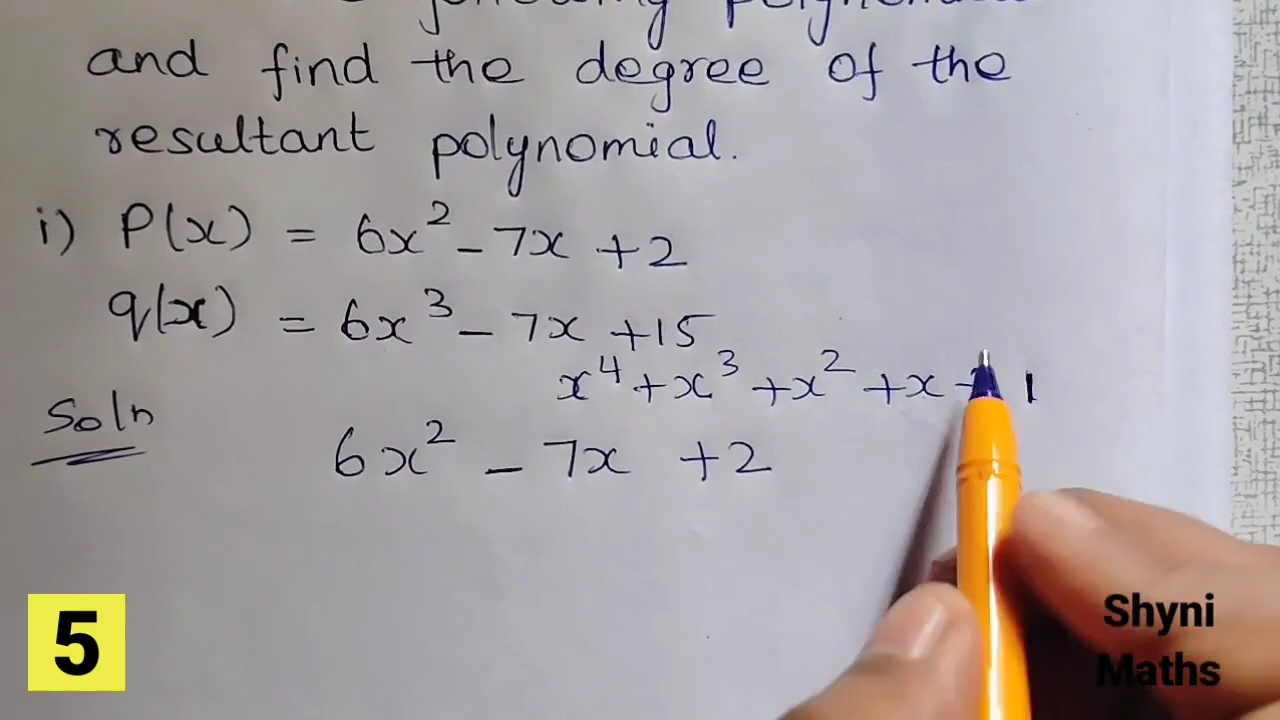 and find the degree of the
resultant polynomial.
i) P(x) = 6x² - 7x + 2
q(x) = 6x³ - 7x + 15
x⁴ + x³ + x² + x + 1
Soln
6x² - 7x + 2
5
Shyni
Maths